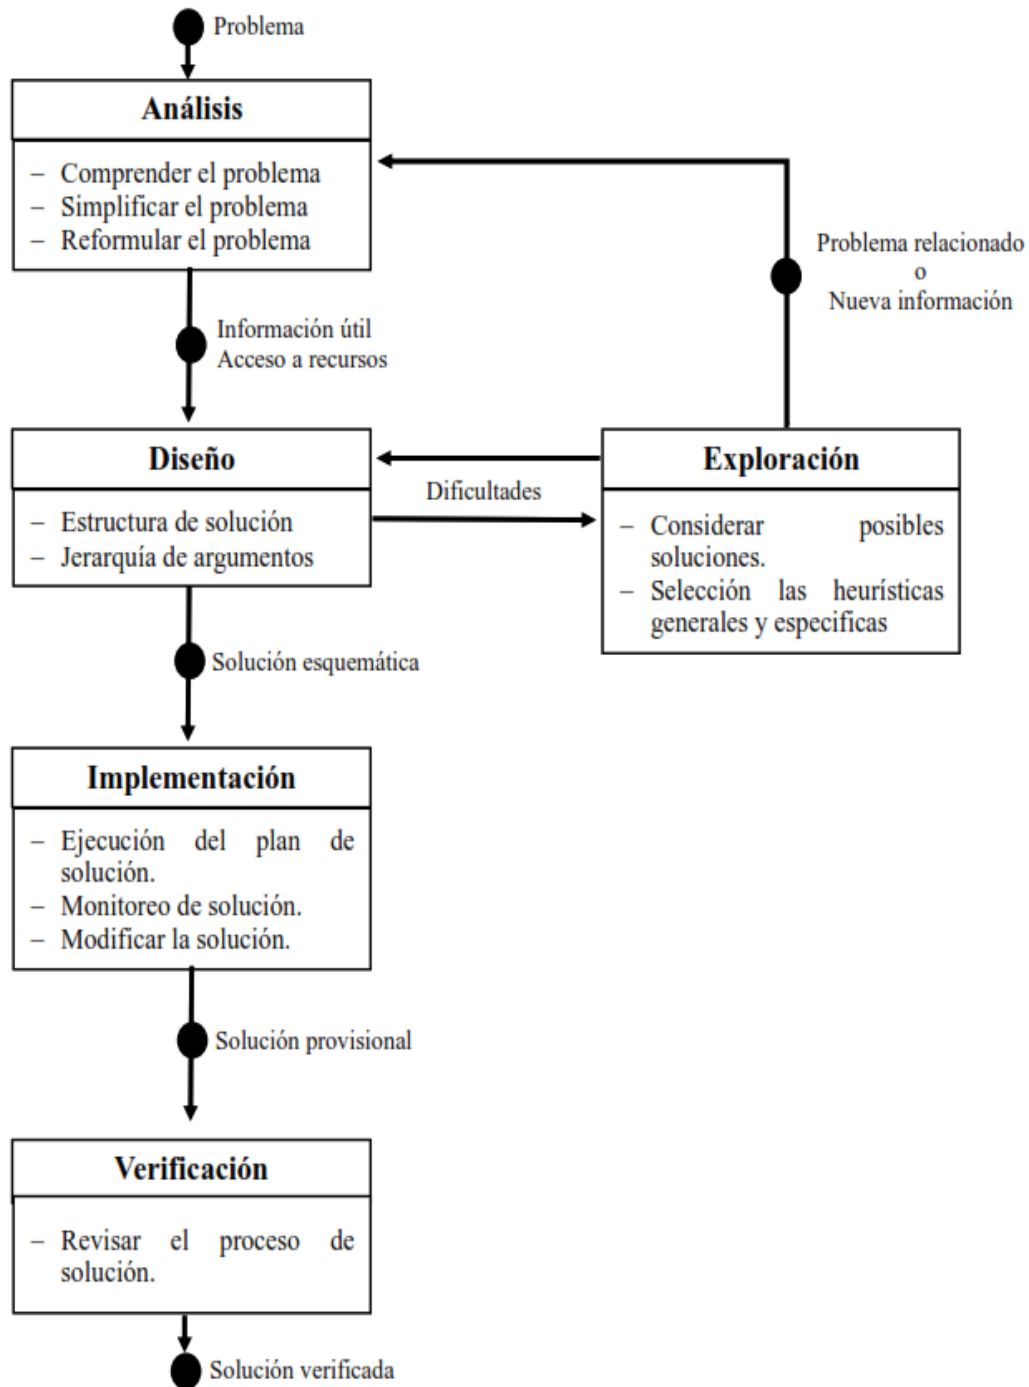 Problema
Análisis
– Comprender el problema
– Simplificar el problema
– Reformular el problema
Problema relacionado
o
Nueva información
Información útil
Acceso a recursos
Diseño
– Estructura de solución
– Jerarquía de argumentos
Dificultades
Exploración
– Considerar posibles
soluciones.
– Selección las heurísticas
generales y especificas
Solución esquemática
Implementación
– Ejecución del plan de
solución.
– Monitoreo de solución.
– Modificar la solución.
Solución provisional
Verificación
– Revisar el proceso de
solución.
Solución verificada